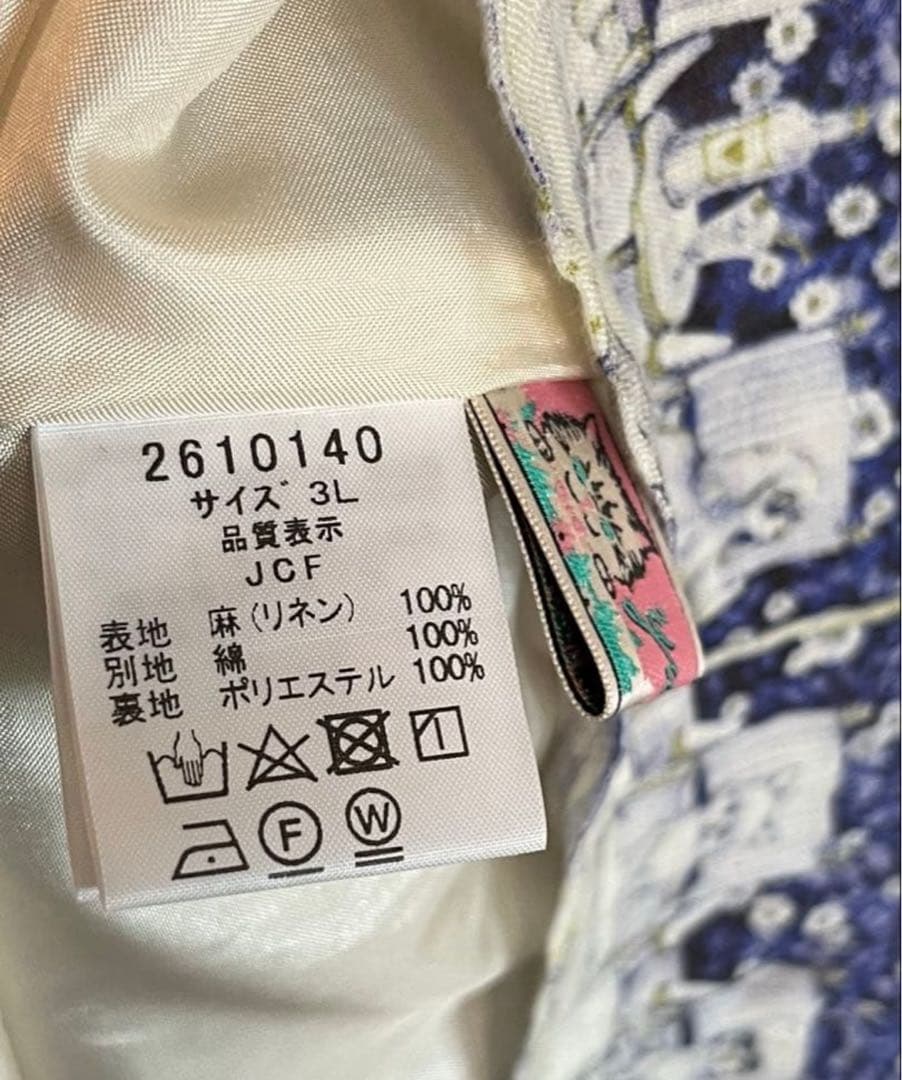 2610140
サイズ 3L
品質表示
JCF
表地 麻(リネン) 100%
別地 綿 100%
裏地 ポリエステル 100%
F W